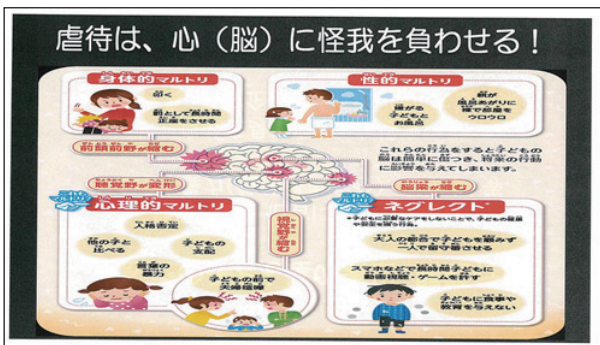 虐待は、心（脳）に怪我を負わせる！
身体的マルトリ
叩く
罰として長時間
正座をさせる
前頭前野が縮む
性的マルトリ
嫌がる
子どもと
お風呂
親が
風呂あがりに
裸で部屋を
ウロウロ
これらの行為をすると子どもの
脳は簡単に傷つき、将来の行動
に影響を与えてしまいます。
聴覚野が変形
心理的マルトリ
人格否定
他の子と
比べる
子どもの
支配
言葉の
暴力
視覚野が縮む
子どもの前で
夫婦喧嘩
脳梁が縮む
ネグレクト
大人の都合で子どもを顧みず
一人で留守番させる
スマホなどで長時間子どもに
動画視聴・ゲームを許す
子どもに食事や
教育を与えない